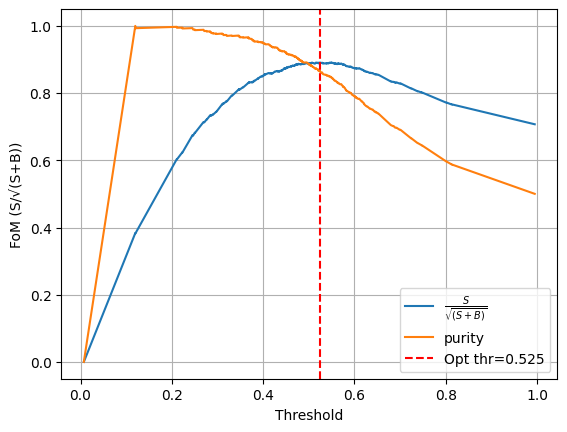 1.0
0.8
0.6
0.4
0.2
0.0
FoM (S/√(S+B))
0.0 0.2 0.4 0.6 0.8 1.0
Threshold
S/√(S+B)
purity
Opt thr=0.525